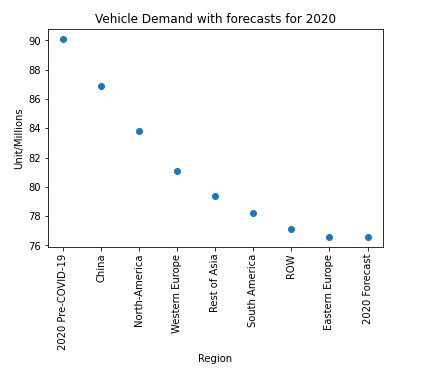 Vehicle Demand with forecasts for 2020
90
88
86
84
82
80
78
76
Unit/Millions
2020 Pre-COVID-19
China
North-America
Western Europe
Rest of Asia
South America
ROW
Eastern Europe
2020 Forecast
Region